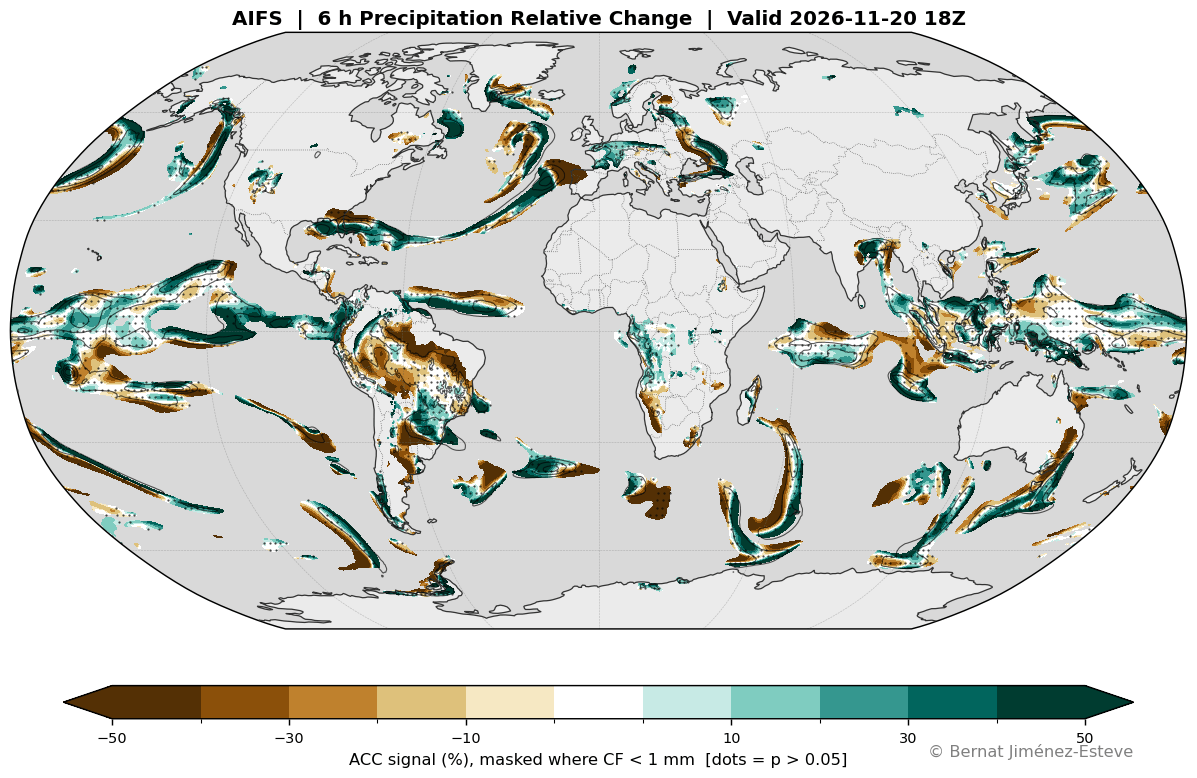 AIFS  |  6 h Precipitation Relative Change  |  Valid 2026-11-20 18Z
−50 −30 −10 10 30 50
© Bernat Jiménez-Esteve
ACC signal (%), masked where CF < 1 mm  [dots = p > 0.05]